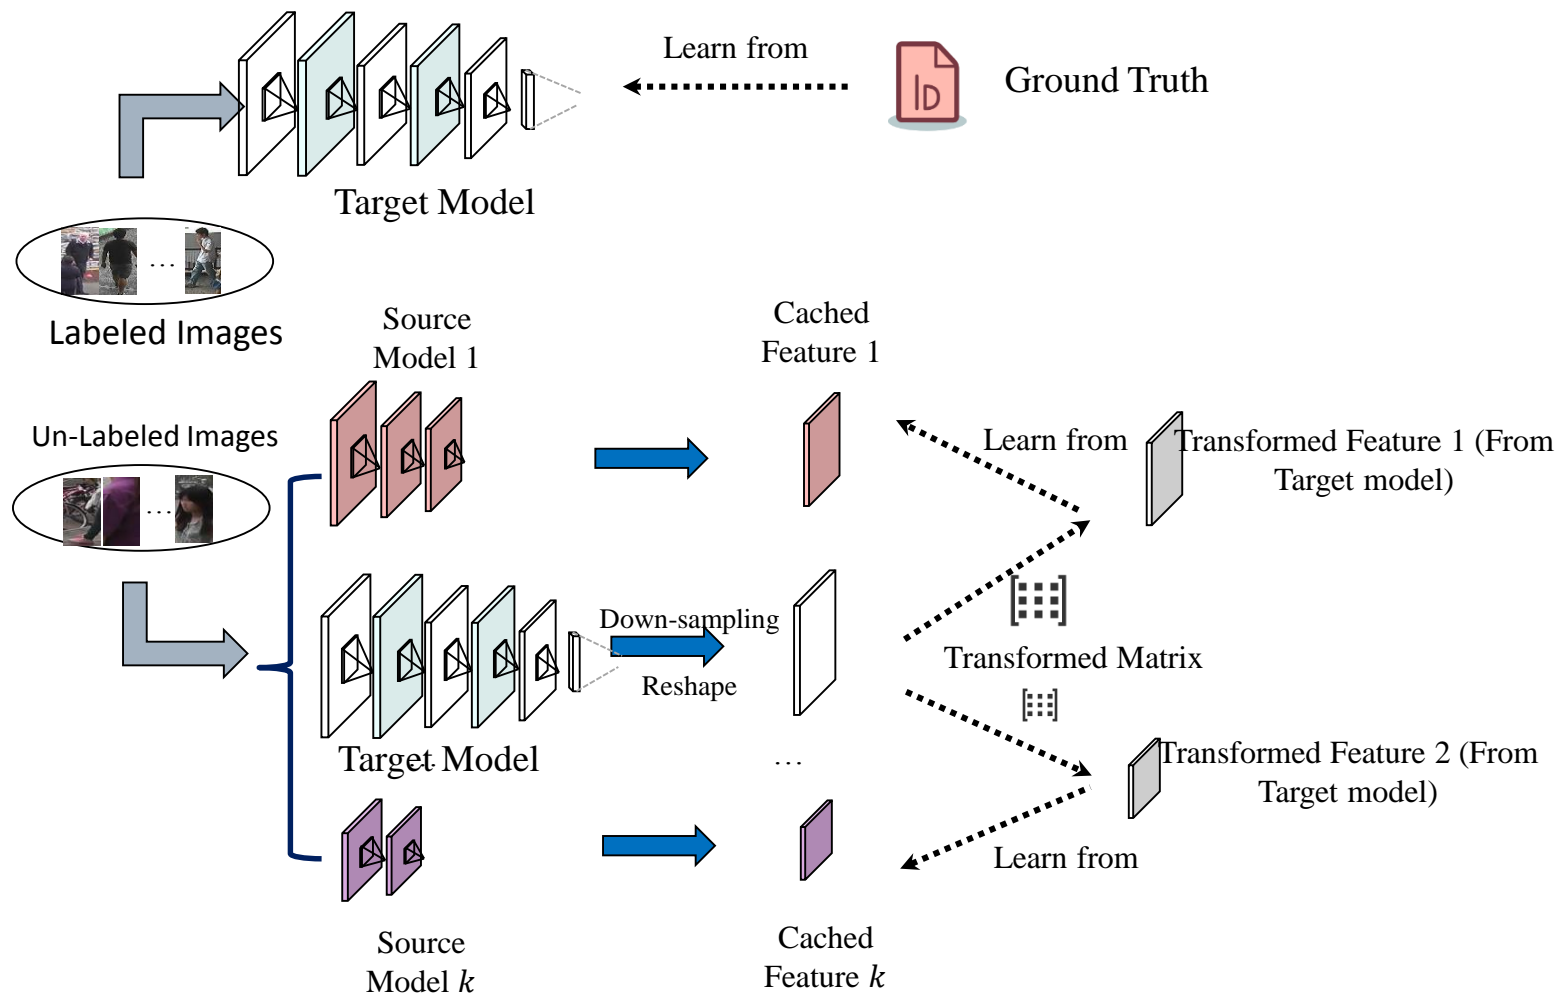 Learn from
ID
Ground Truth
Target Model
...
Labeled Images
Source
Model 1
Cached
Feature 1
Un-Labeled Images
...
Learn from
Transformed Feature 1 (From
Target model)
Down-sampling
Reshape
Transformed Matrix
Target Model
...
...
Transformed Feature 2 (From
Target model)
Learn from
Source
Model k
Cached
Feature k